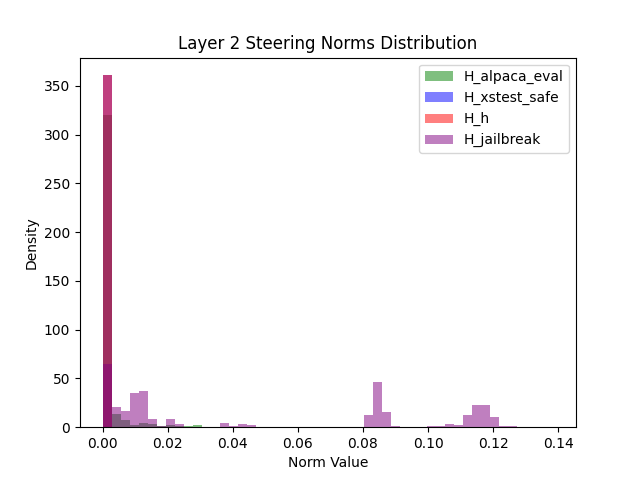 Layer 2 Steering Norms Distribution
H_alpaca_eval
H_xstest_safe
H_h
H_jailbreak
Density
350
300
250
200
150
100
50
0
0.00 0.02 0.04 0.06 0.08 0.10 0.12 0.14
Norm Value